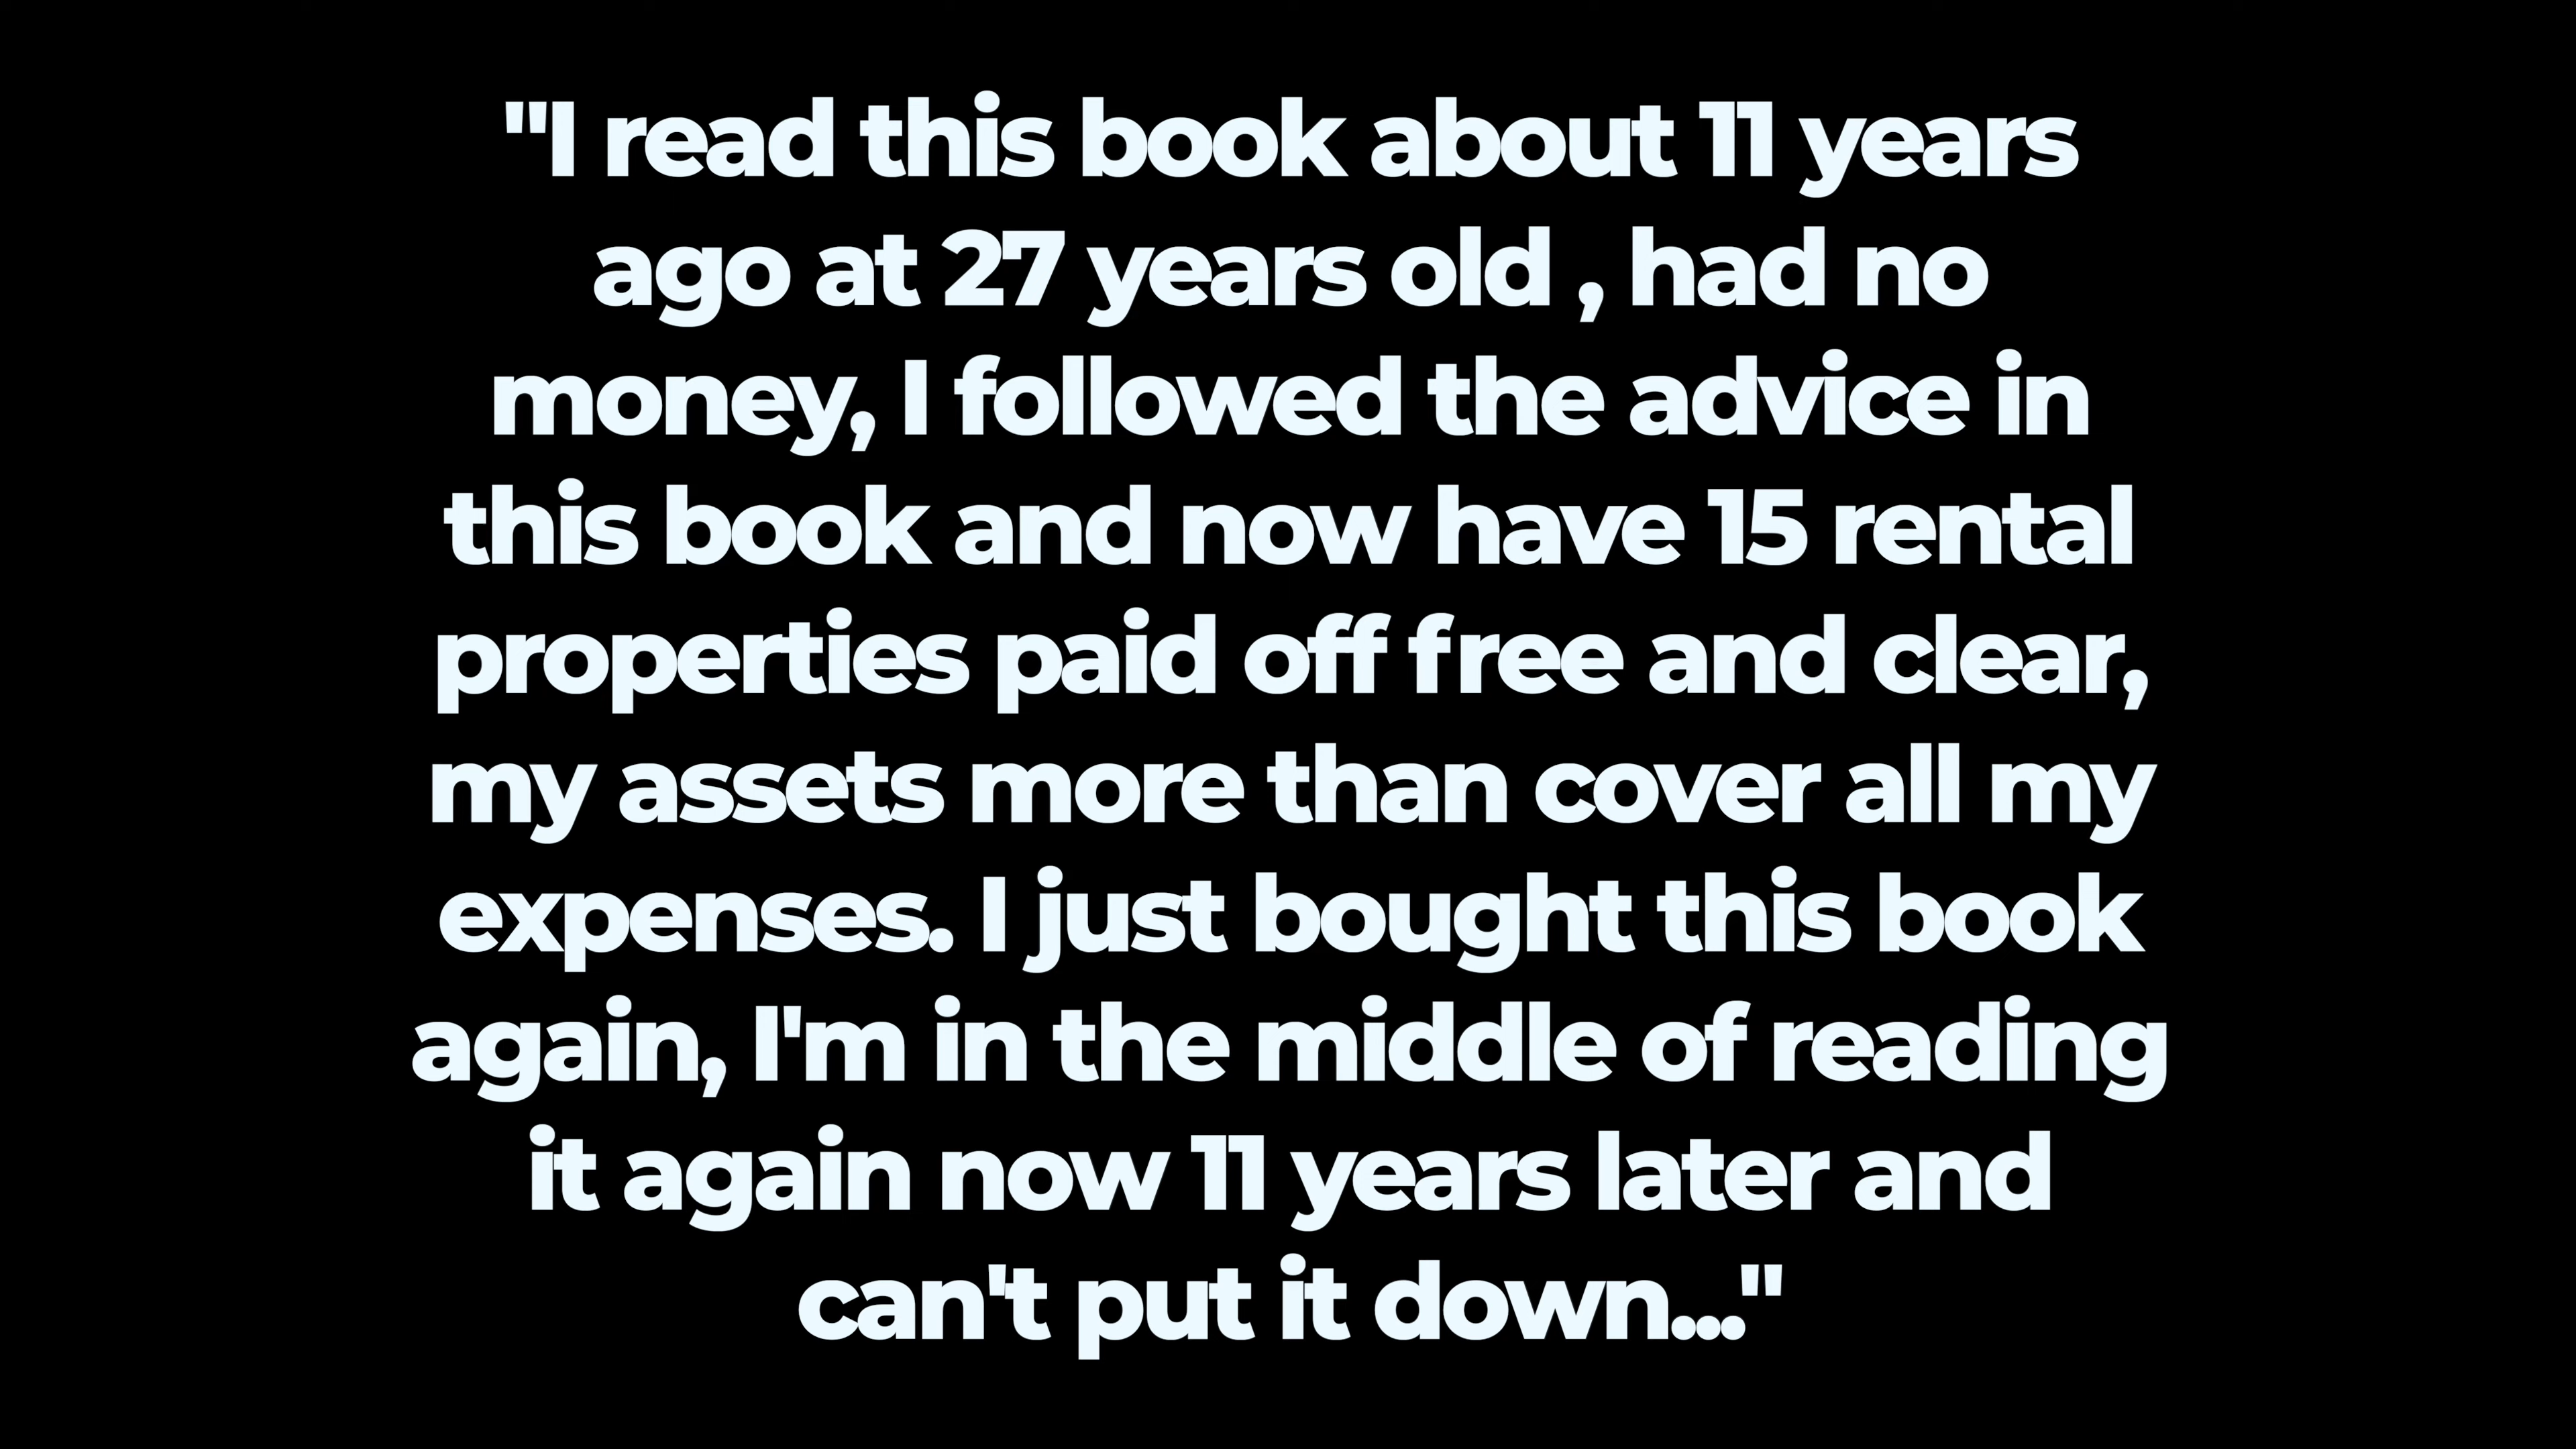 "I read this book about 11 years
ago at 27 years old , had no
money, I followed the advice in
this book and now have 15 rental
properties paid off free and clear,
my assets more than cover all my
expenses. I just bought this book
again, I'm in the middle of reading
it again now 11 years later and
can't put it down..."